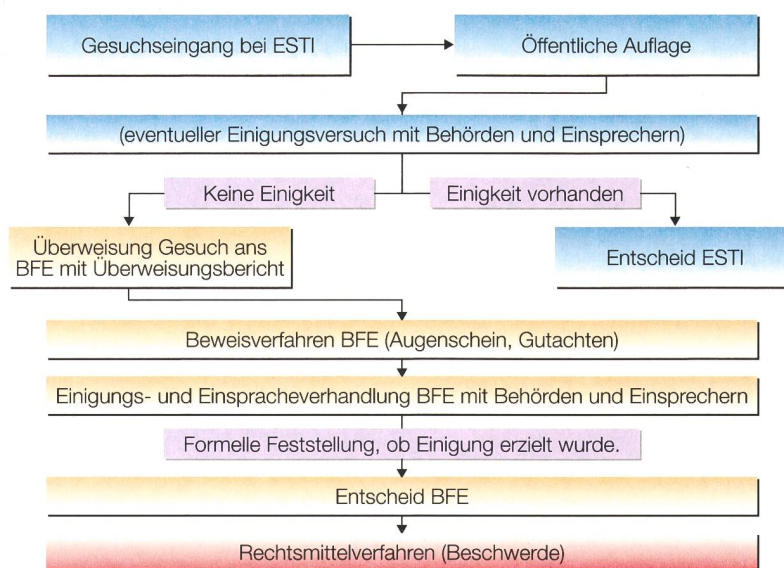 Gesuchseingang bei ESTI
Öffentliche Auflage
(eventueller Einigungsversuch mit Behörden und Einsprechern)
Keine Einigkeit
Einigkeit vorhanden
Überweisung Gesuch ans
BFE mit Überweisungsbericht
Entscheid ESTI
Beweisverfahren BFE (Augenschein, Gutachten)
Einigungs- und Einspracheverhandlung BFE mit Behörden und Einsprechern
Formelle Feststellung, ob Einigung erzielt wurde.
Entscheid BFE
Rechtsmittelverfahren (Beschwerde)